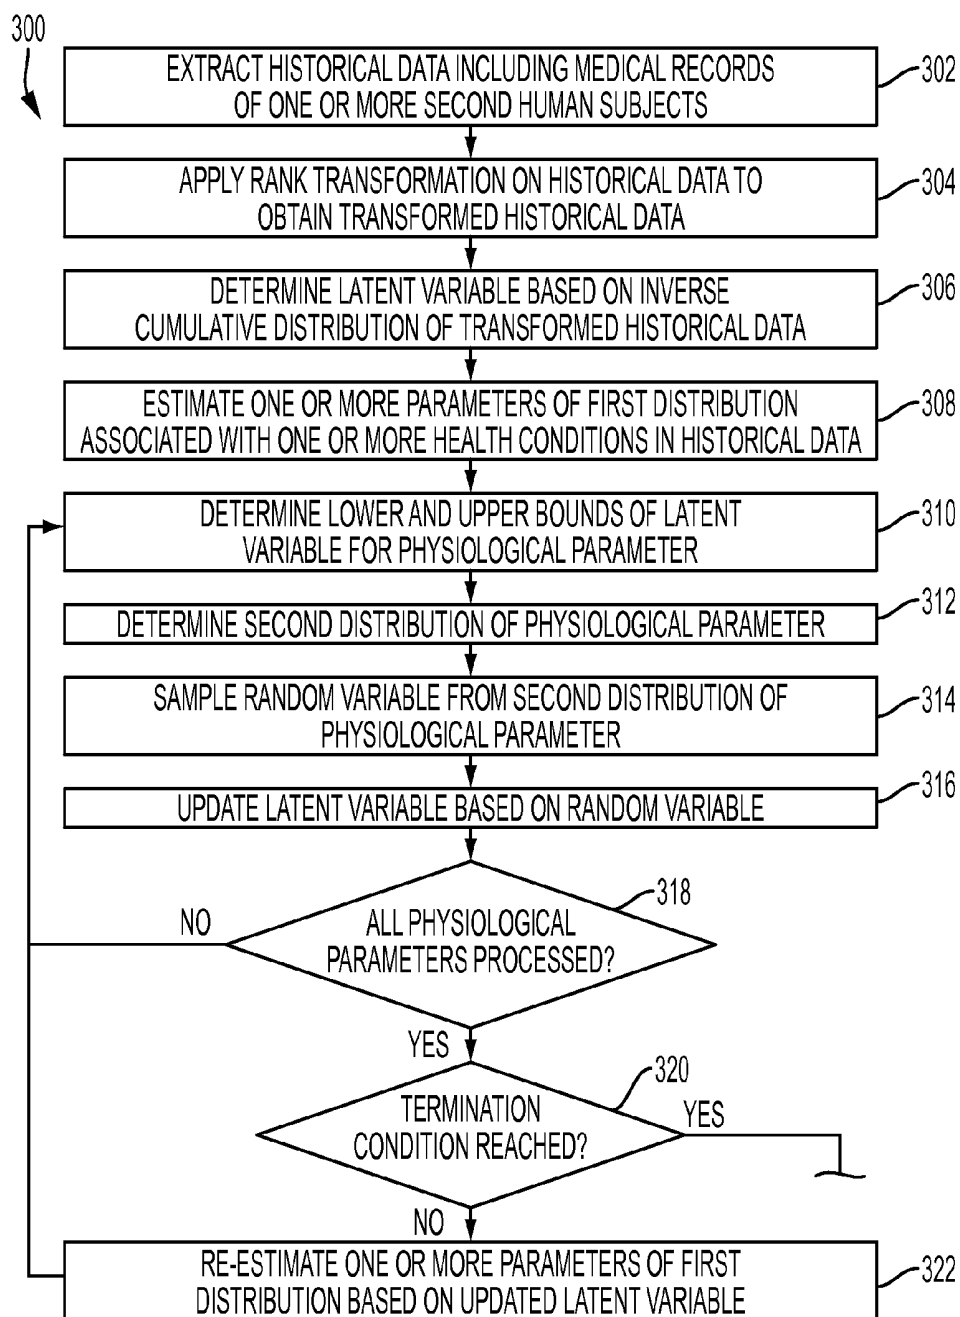 300
EXTRACT HISTORICAL DATA INCLUDING MEDICAL RECORDS
OF ONE OR MORE SECOND HUMAN SUBJECTS
302
APPLY RANK TRANSFORMATION ON HISTORICAL DATA TO
OBTAIN TRANSFORMED HISTORICAL DATA
304
DETERMINE LATENT VARIABLE BASED ON INVERSE
CUMULATIVE DISTRIBUTION OF TRANSFORMED HISTORICAL DATA
306
ESTIMATE ONE OR MORE PARAMETERS OF FIRST DISTRIBUTION
ASSOCIATED WITH ONE OR MORE HEALTH CONDITIONS IN HISTORICAL DATA
308
DETERMINE LOWER AND UPPER BOUNDS OF LATENT
VARIABLE FOR PHYSIOLOGICAL PARAMETER
310
DETERMINE SECOND DISTRIBUTION OF PHYSIOLOGICAL PARAMETER
312
SAMPLE RANDOM VARIABLE FROM SECOND DISTRIBUTION OF
PHYSIOLOGICAL PARAMETER
314
UPDATE LATENT VARIABLE BASED ON RANDOM VARIABLE
316
ALL PHYSIOLOGICAL
PARAMETERS PROCESSED?
318
NO
YES
TERMINATION
CONDITION REACHED?
320
YES
NO
RE-ESTIMATE ONE OR MORE PARAMETERS OF FIRST
DISTRIBUTION BASED ON UPDATED LATENT VARIABLE
322